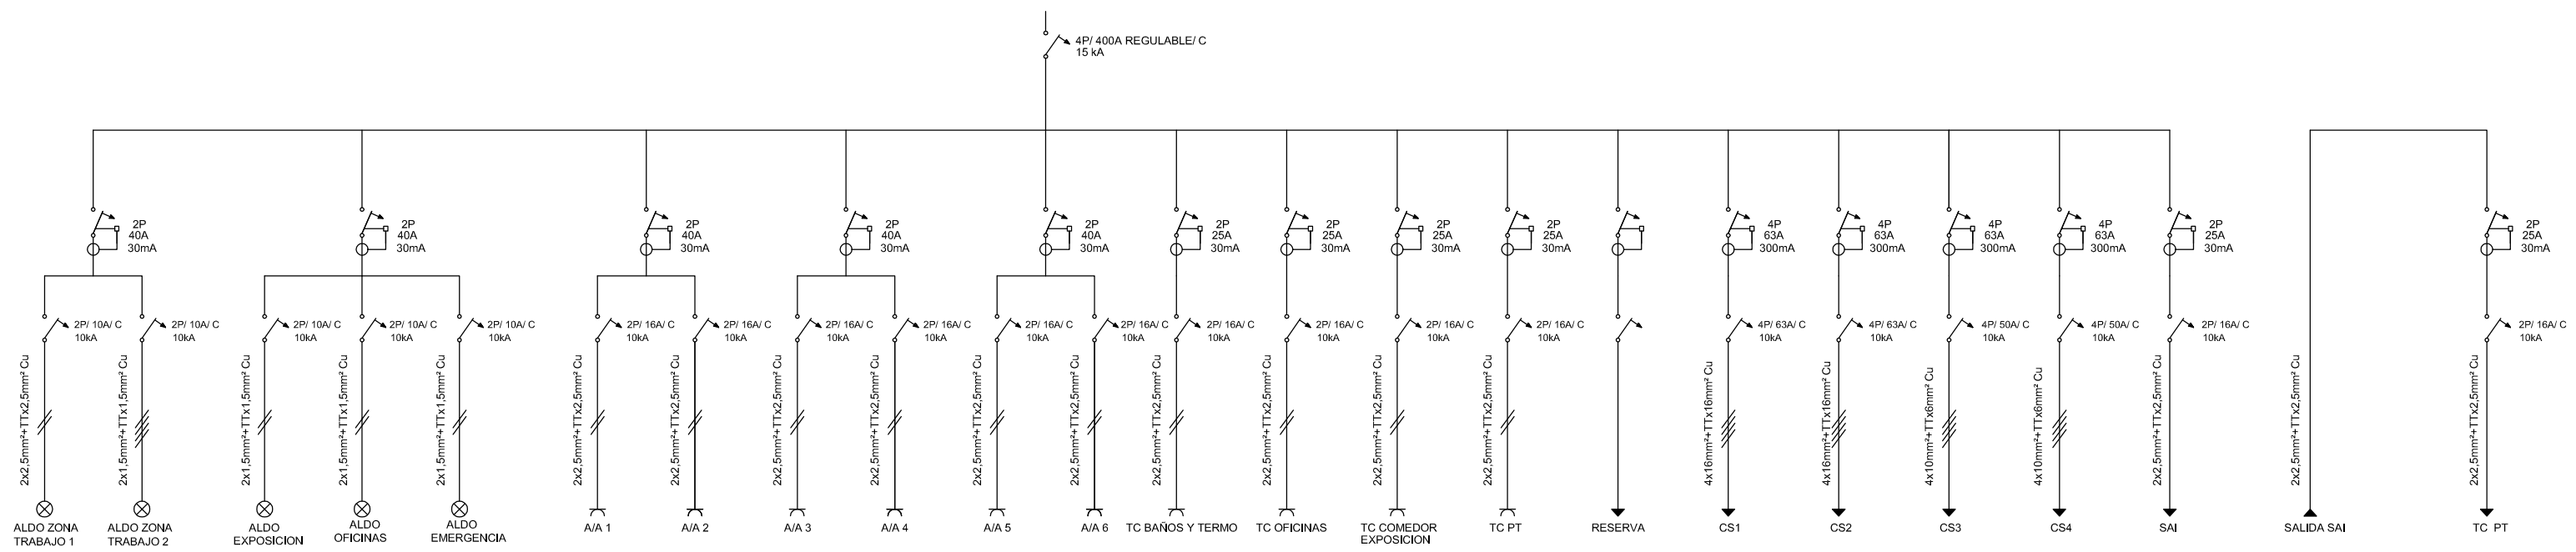 4P/ 400A REGULABLE/ C
15 kA
2P
40A
30mA
2P
40A
30mA
2P
40A
30mA
2P
40A
30mA
2P
40A
30mA
2P
25A
30mA
2P
25A
30mA
2P
25A
30mA
2P
25A
30mA
4P
63A
300mA
4P
63A
300mA
4P
63A
300mA
4P
63A
300mA
2P
25A
30mA
2P
25A
30mA
2P/ 10A/ C
10kA
2P/ 10A/ C
10kA
2P/ 10A/ C
10kA
2P/ 10A/ C
10kA
2P/ 10A/ C
10kA
2P/ 16A/ C
10kA
2P/ 16A/ C
10kA
2P/ 16A/ C
10kA
2P/ 16A/ C
10kA
2P/ 16A/ C
10kA
2P/ 16A/ C
10kA
2P/ 16A/ C
10kA
2P/ 16A/ C
10kA
2P/ 16A/ C
10kA
2P/ 16A/ C
10kA
4P/ 63A/ C
10kA
4P/ 63A/ C
10kA
4P/ 50A/ C
10kA
4P/ 50A/ C
10kA
2P/ 16A/ C
10kA
2P/ 16A/ C
10kA
2x2,5mm²+TTx2,5mm² Cu
2x1,5mm²+TTx1,5mm² Cu
2x1,5mm²+TTx1,5mm² Cu
2x1,5mm²+TTx1,5mm² Cu
2x1,5mm²+TTx1,5mm² Cu
2x2,5mm²+TTx2,5mm² Cu
2x2,5mm²+TTx2,5mm² Cu
2x2,5mm²+TTx2,5mm² Cu
2x2,5mm²+TTx2,5mm² Cu
2x2,5mm²+TTx2,5mm² Cu
2x2,5mm²+TTx2,5mm² Cu
2x2,5mm²+TTx2,5mm² Cu
2x2,5mm²+TTx2,5mm² Cu
2x2,5mm²+TTx2,5mm² Cu
2x2,5mm²+TTx2,5mm² Cu
4x16mm²+TTx16mm² Cu
4x16mm²+TTx16mm² Cu
4x10mm²+TTx6mm² Cu
4x10mm²+TTx6mm² Cu
2x2,5mm²+TTx2,5mm² Cu
2x2,5mm²+TTx2,5mm² Cu
2x2,5mm²+TTx2,5mm² Cu
ALDO ZONA
TRABAJO 1
ALDO ZONA
TRABAJO 2
ALDO
EXPOSICION
ALDO
OFICINAS
ALDO
EMERGENCIA
A/A 1
A/A 2
A/A 3
A/A 4
A/A 5
A/A 6
TC BAÑOS Y TERMO
TC OFICINAS
TC COMEDOR
EXPOSICION
TC PT
RESERVA
CS1
CS2
CS3
CS4
SAI
SALIDA SAI
TC PT